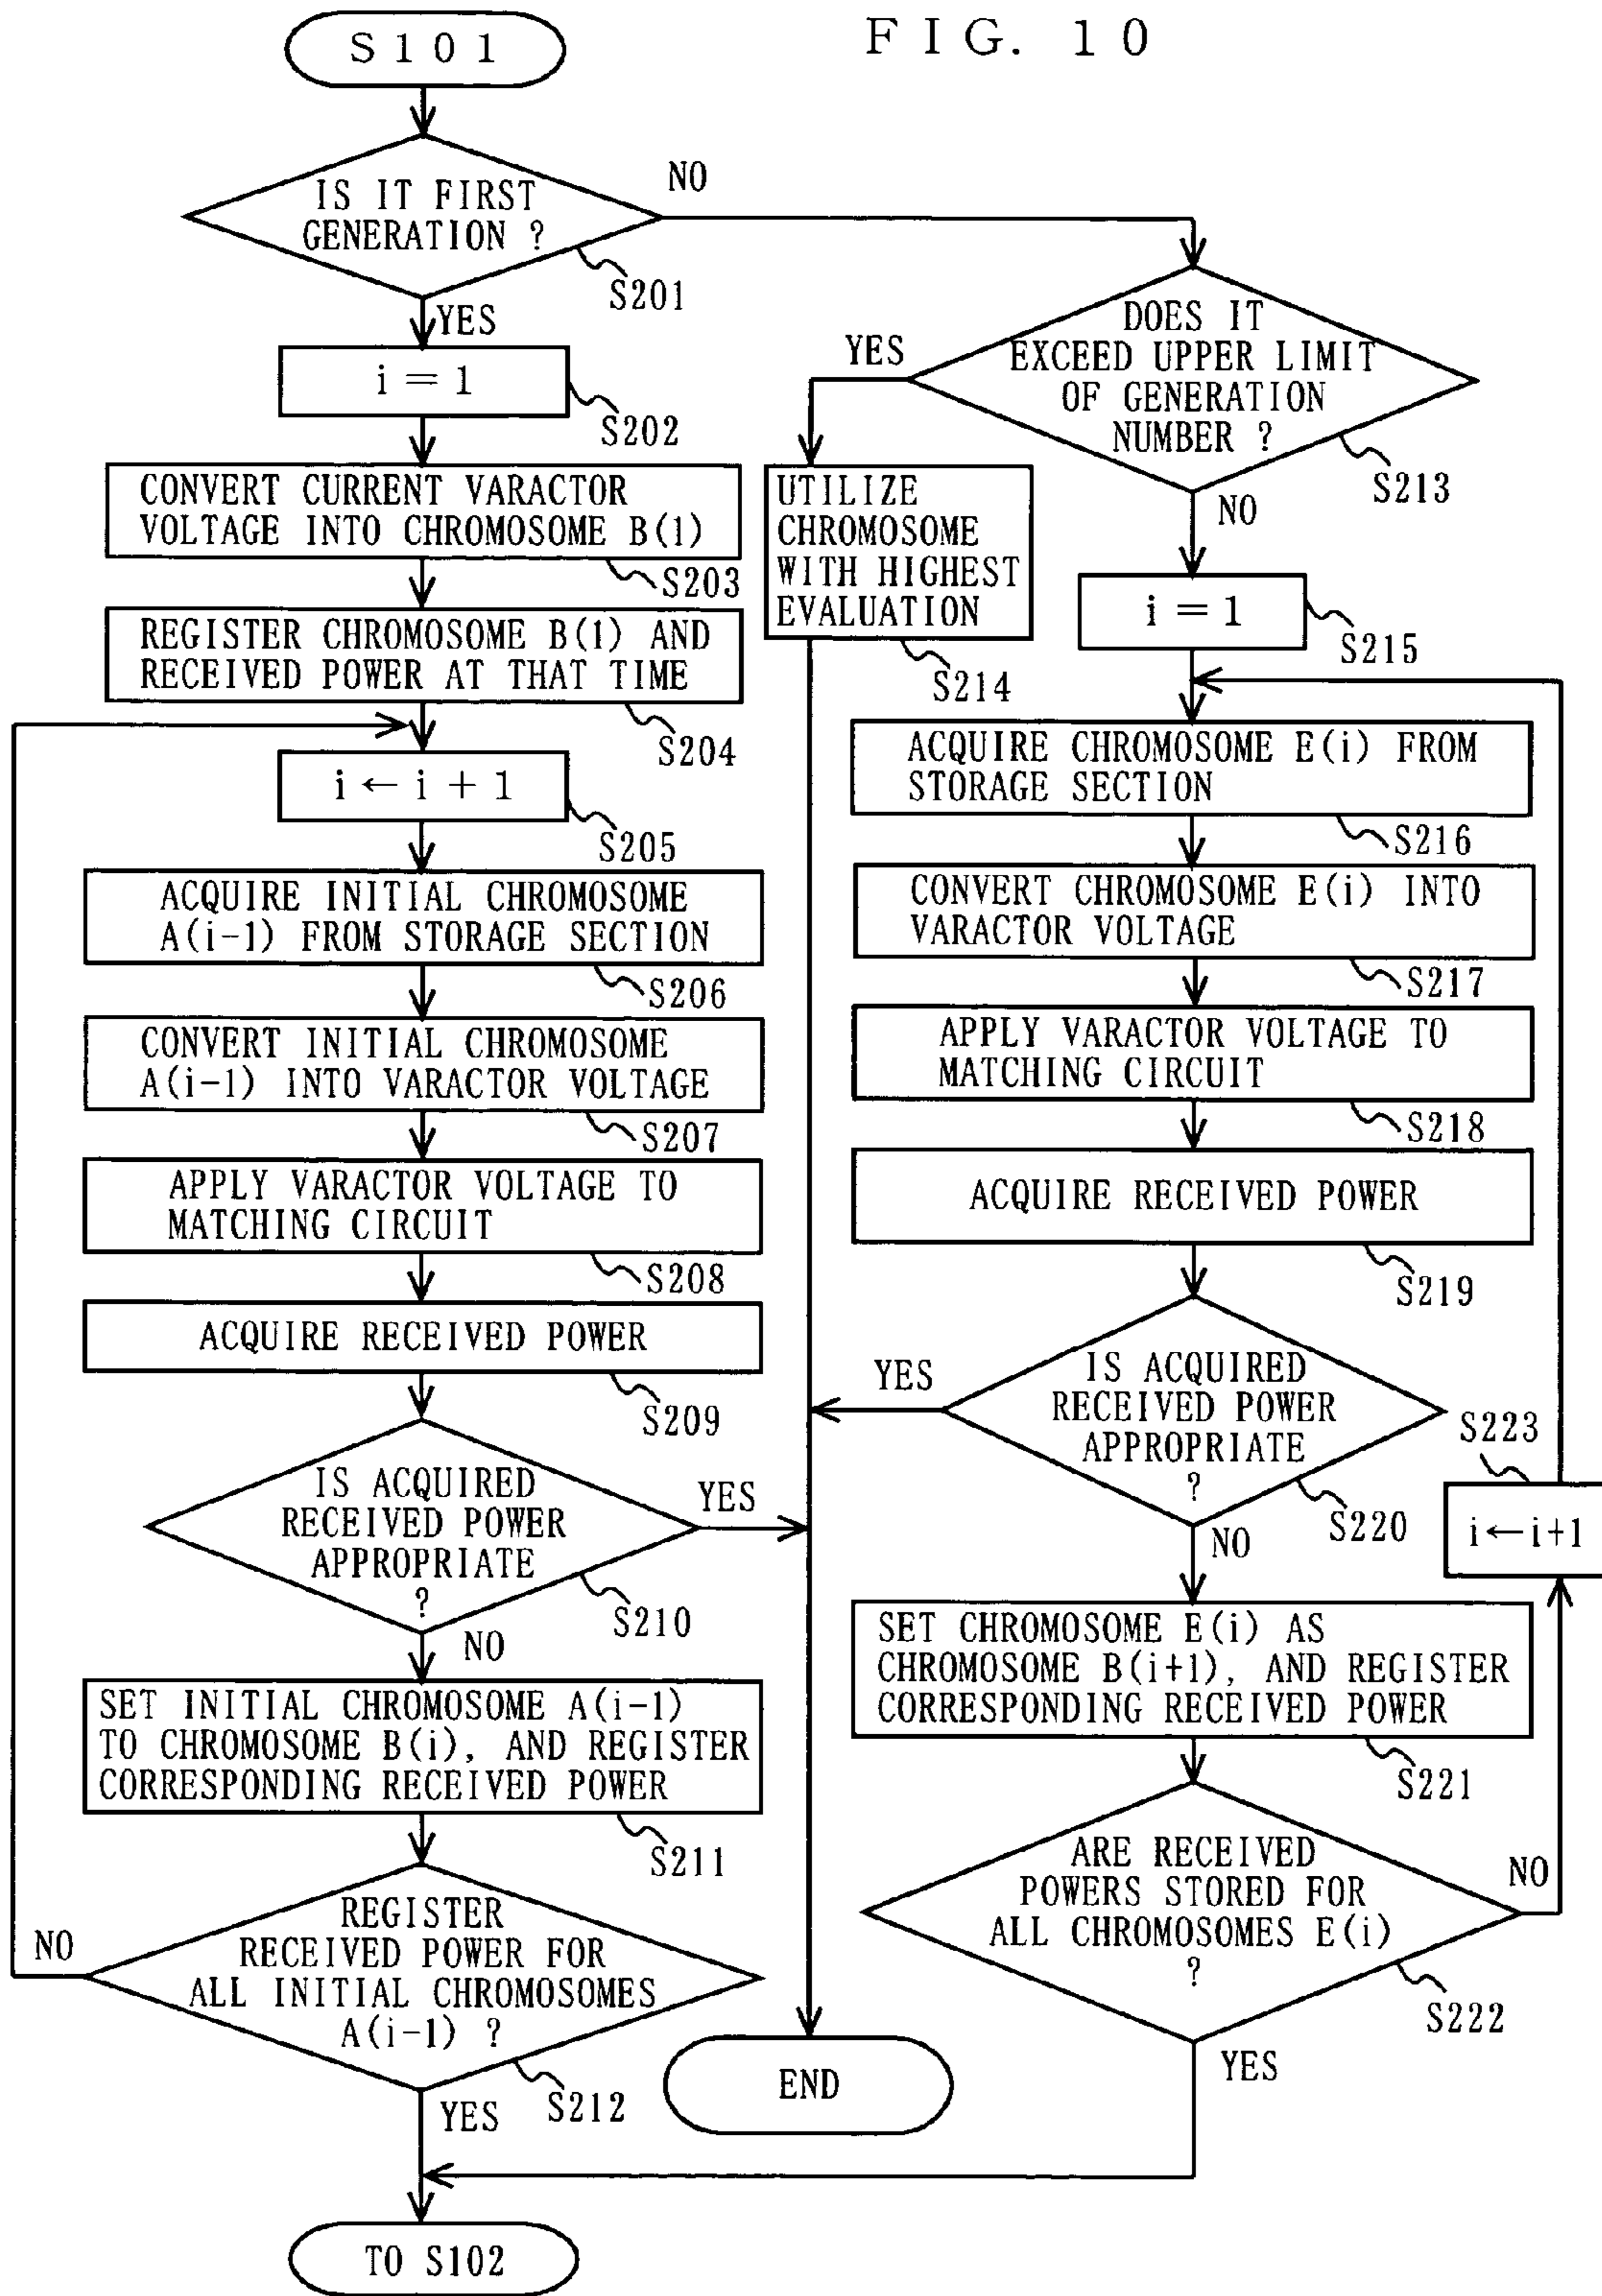 FIG. 10
S101
IS IT FIRST
GENERATION ?
NO
S201
YES
i = 1
S202
CONVERT CURRENT VARACTOR
VOLTAGE INTO CHROMOSOME B(1)
S203
REGISTER CHROMOSOME B(1) AND
RECEIVED POWER AT THAT TIME
S204
i ← i + 1
S205
ACQUIRE INITIAL CHROMOSOME
A(i-1) FROM STORAGE SECTION
S206
CONVERT INITIAL CHROMOSOME
A(i-1) INTO VARACTOR VOLTAGE
S207
APPLY VARACTOR VOLTAGE TO
MATCHING CIRCUIT
S208
ACQUIRE RECEIVED POWER
S209
IS ACQUIRED
RECEIVED POWER
APPROPRIATE
?
YES
S210
NO
SET INITIAL CHROMOSOME A(i-1)
TO CHROMOSOME B(i), AND REGISTER
CORRESPONDING RECEIVED POWER
S211
REGISTER
RECEIVED POWER FOR
ALL INITIAL CHROMOSOMES
A(i-1) ?
NO
S212
YES
TO S102
DOES IT
EXCEED UPPER LIMIT
OF GENERATION
NUMBER ?
YES
S213
NO
UTILIZE
CHROMOSOME
WITH HIGHEST
EVALUATION
S214
i = 1
S215
ACQUIRE CHROMOSOME E(i) FROM
STORAGE SECTION
S216
CONVERT CHROMOSOME E(i) INTO
VARACTOR VOLTAGE
S217
APPLY VARACTOR VOLTAGE TO
MATCHING CIRCUIT
S218
ACQUIRE RECEIVED POWER
S219
IS ACQUIRED
RECEIVED POWER
APPROPRIATE
?
YES
S220
NO
S223
i←i+1
SET CHROMOSOME E(i) AS
CHROMOSOME B(i+1), AND REGISTER
CORRESPONDING RECEIVED POWER
S221
ARE RECEIVED
POWERS STORED FOR
ALL CHROMOSOMES E(i)
?
NO
S222
YES
END